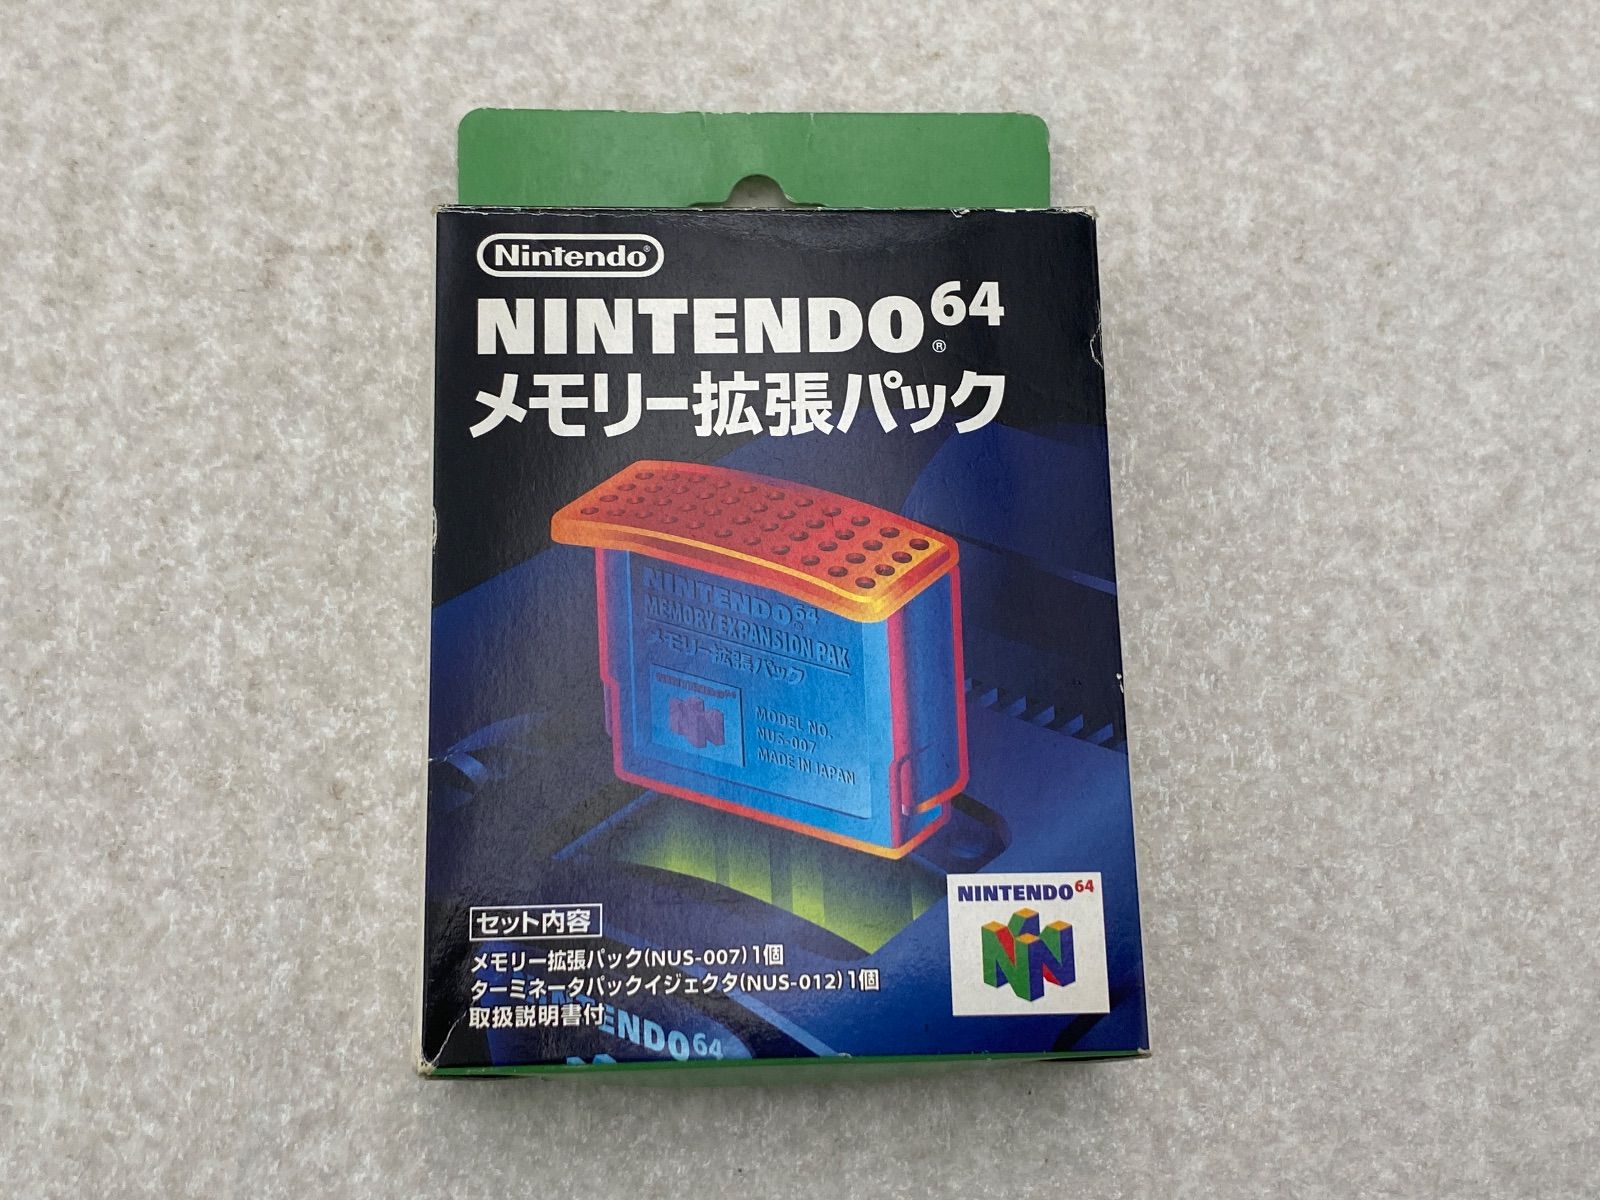 Nintendo®
NINTENDO64®
メモリー拡張パック
NINTENDO64®
MEMORY EXPANSION PAK
メモリー拡張パック
NINTENDO64
MODEL NO.
NUS-007
MADE IN JAPAN
セット内容
メモリー拡張パック(NUS-007)1個
ターミネータパックイジェクタ(NUS-012)1個
取扱説明書付
NINTENDO64
NINTENDO64